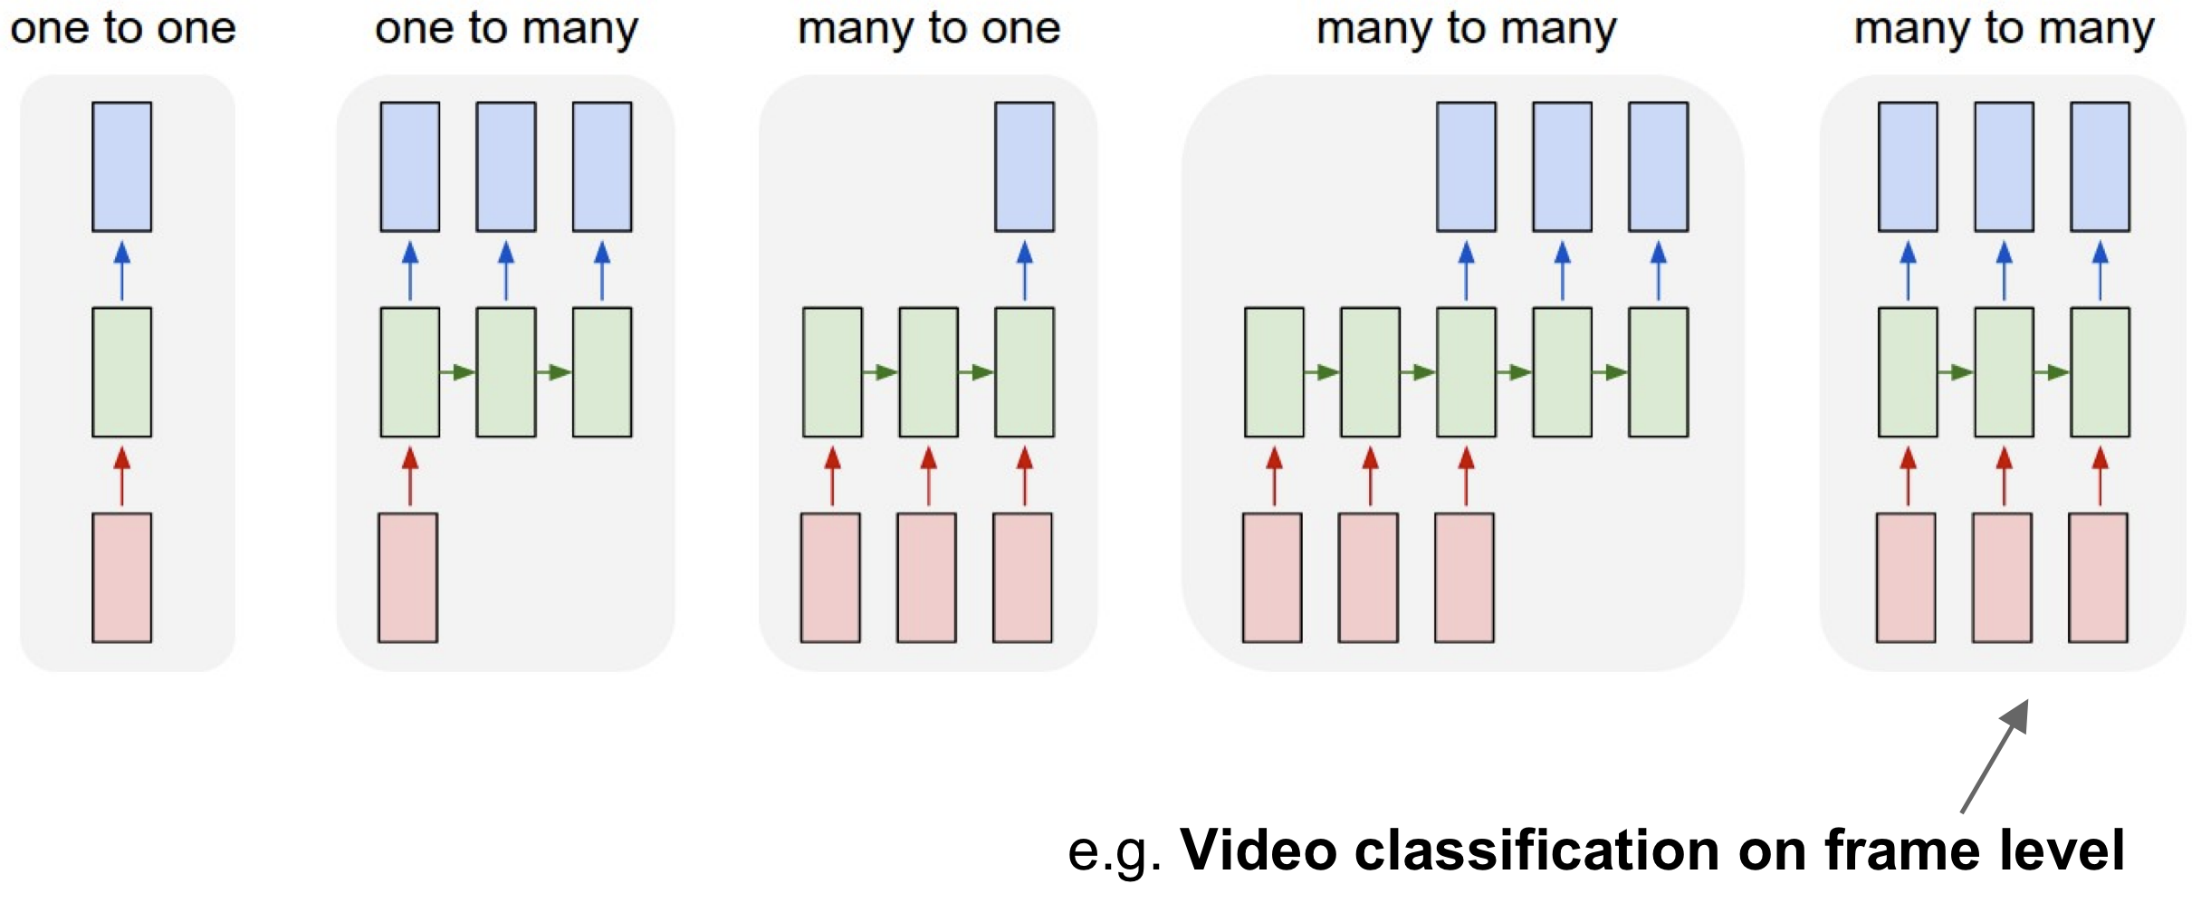 one to one
one to many
many to one
many to many
many to many
e.g. Video classification on frame level